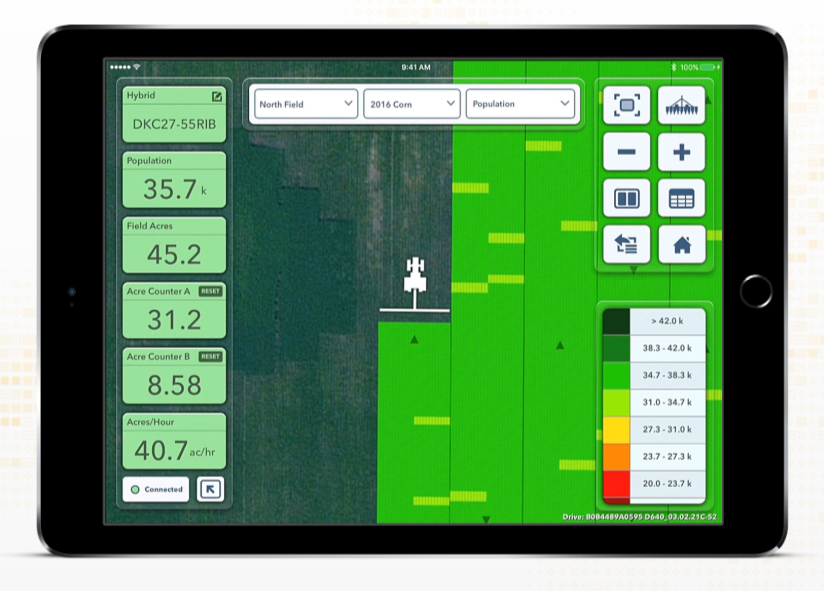 9:41 AM
100%
Hybrid
DKC27-55RIB
Population
35.7 k
Field Acres
45.2
Acre Counter A RESET
31.2
Acre Counter B RESET
8.58
Acres/Hour
40.7 ac/hr
Connected
North Field
2016 Corn
Population
> 42.0 k
38.3 - 42.0 k
34.7 - 38.3 k
31.0 - 34.7 k
27.3 - 31.0 k
23.7 - 27.3 k
20.0 - 23.7 k
Drive: B0B4489A0595 D640_03.02.21C-52